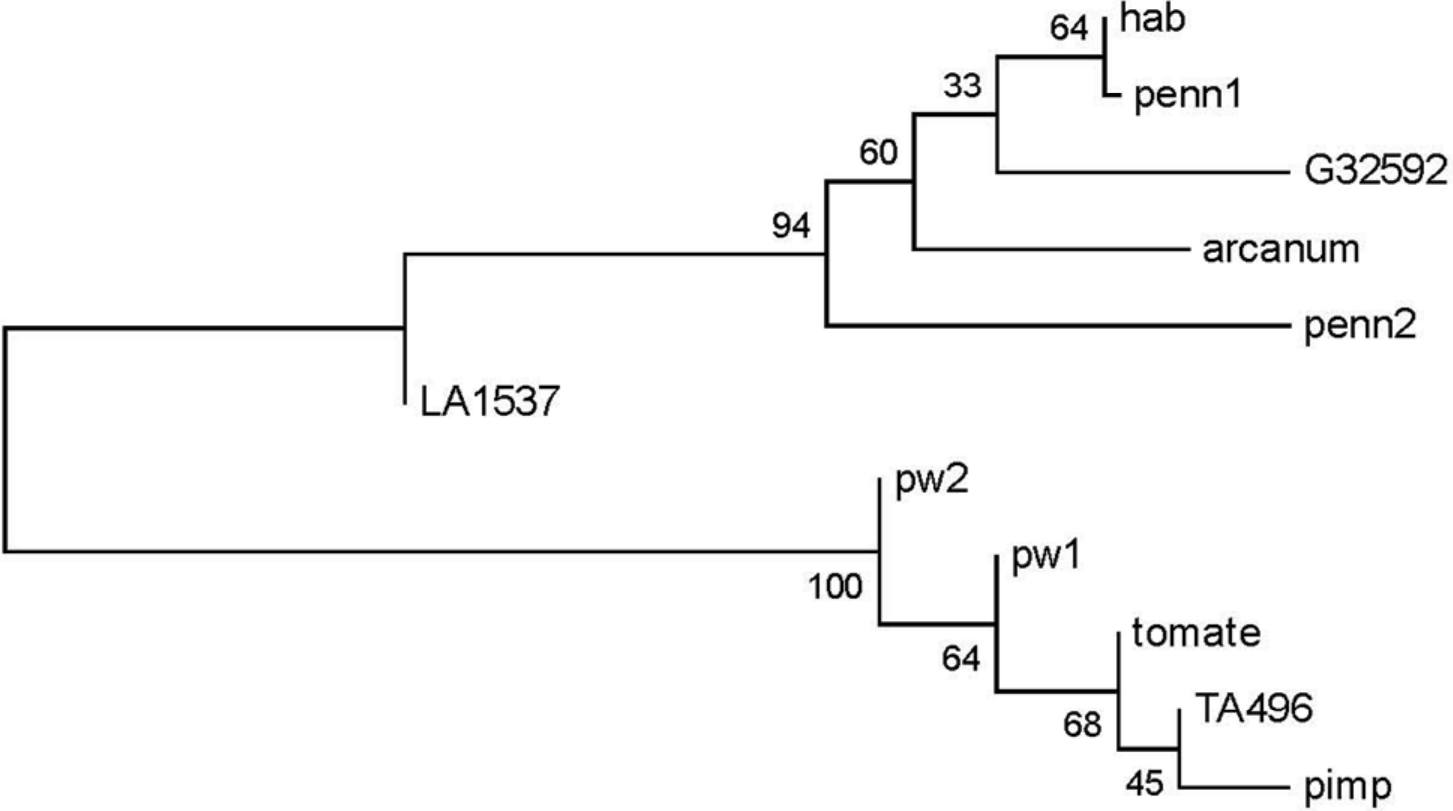 64
hab
33
penn1
60
G32592
94
arcanum
penn2
LA1537
pw2
100
pw1
64
tomate
68
TA496
45
pimp